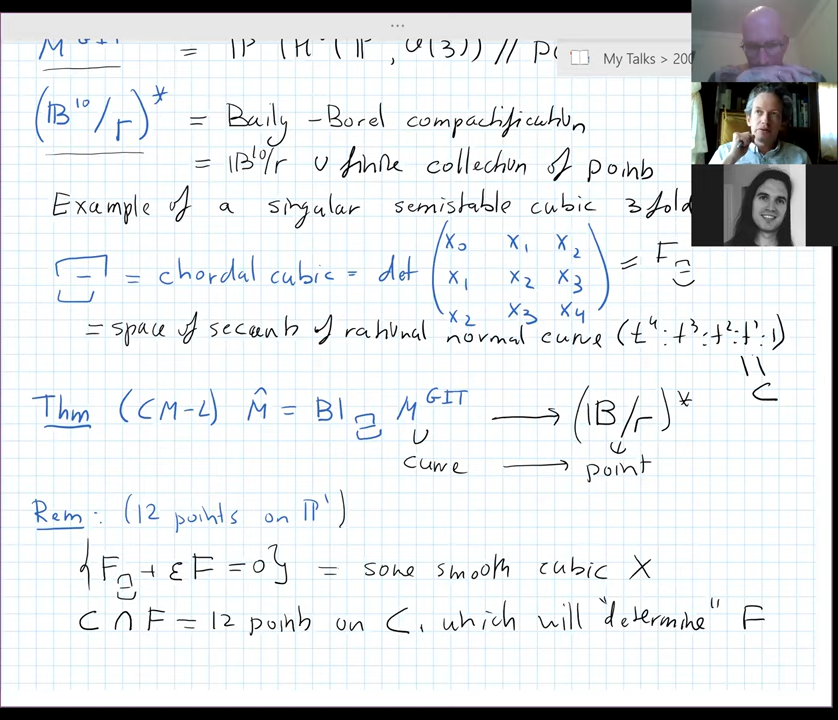 M^GIT = ℙ(H⁰(ℙ⁴, O(3)) //
My Talks > 200
(𝔹¹⁰/Γ)* = Baily-Borel compactification
= 𝔹¹⁰/Γ ∪ finite collection of points
Example of a singular semistable cubic 3fold
Ξ = chordal cubic = det (x₀ x₁ x₂
x₁ x₂ x₃
x₂ x₃ x₄) = F_Ξ
= space of secants of rational normal curve (t⁴:t³:t²:t¹:1)
|| C
Thm (CM-L) M̂ = Bl_Ξ M^GIT → (𝔹/Γ)*
∪ ↓
curve → point
Rem: (12 points on ℙ¹)
{F_Ξ + εF = 0} = some smooth cubic X
C ∩ F = 12 points on C, which will "determine" F